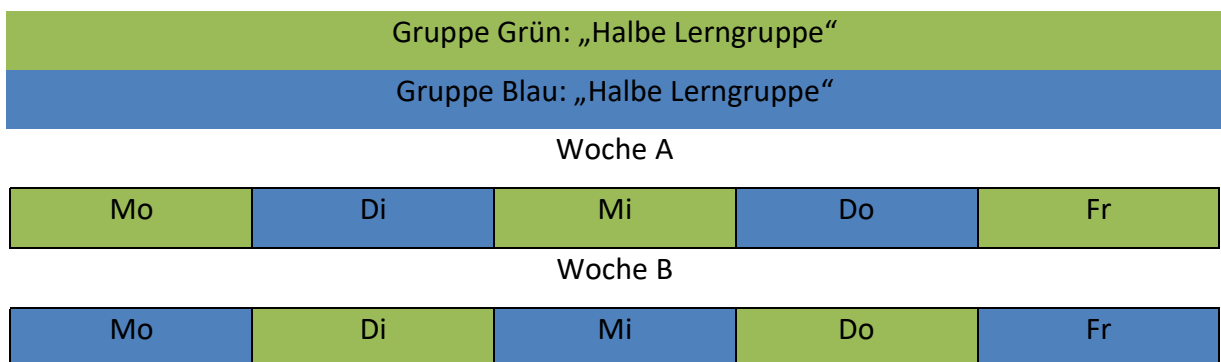 Gruppe Grün: „Halbe Lerngruppe“
Gruppe Blau: „Halbe Lerngruppe“
Woche A
Mo Di Mi Do Fr
Woche B
Mo Di Mi Do Fr